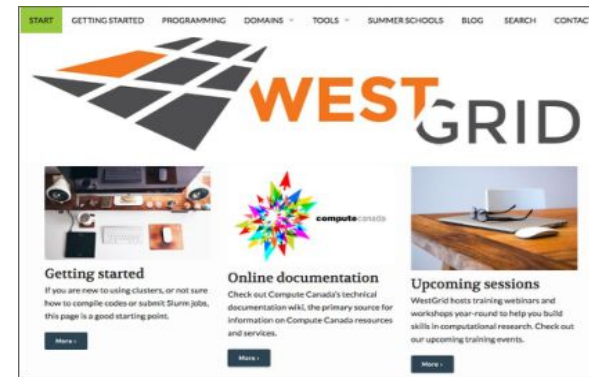 START GETTING STARTED PROGRAMMING DOMAINS TOOLS SUMMER SCHOOLS BLOG SEARCH CONTACT
WESTGRID
compute canada
Getting started
If you are new to using clusters, or not sure
how to compile codes or submit Slurm jobs,
this page is a good starting point.
More ›
Online documentation
Check out Compute Canada's technical
documentation wiki, the primary source for
information on Compute Canada resources
and services.
More ›
Upcoming sessions
WestGrid hosts training webinars and
workshops year-round to help you build
skills in computational research. Check out
our upcoming training events.
More ›